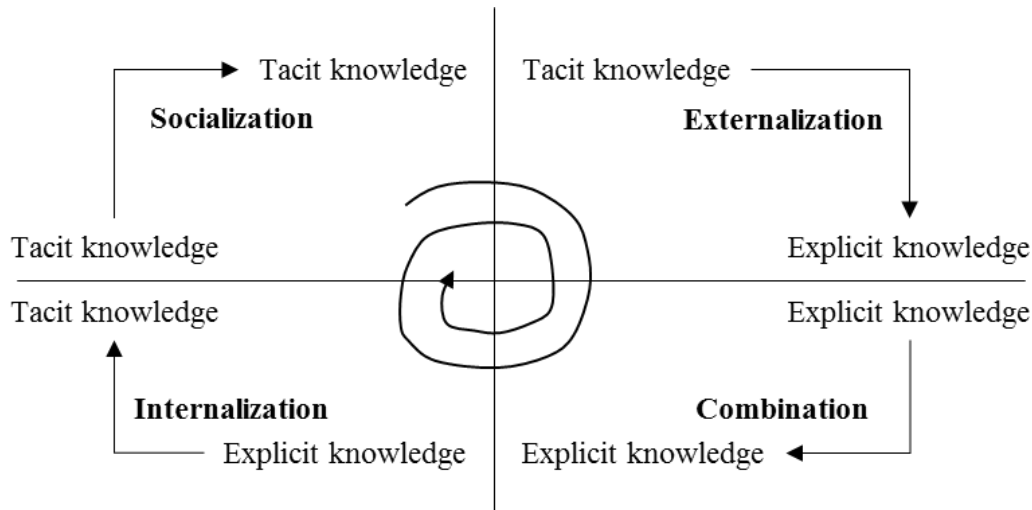 Tacit knowledge
Tacit knowledge
Socialization
Externalization
Tacit knowledge
Explicit knowledge
Tacit knowledge
Explicit knowledge
Internalization
Combination
Explicit knowledge
Explicit knowledge